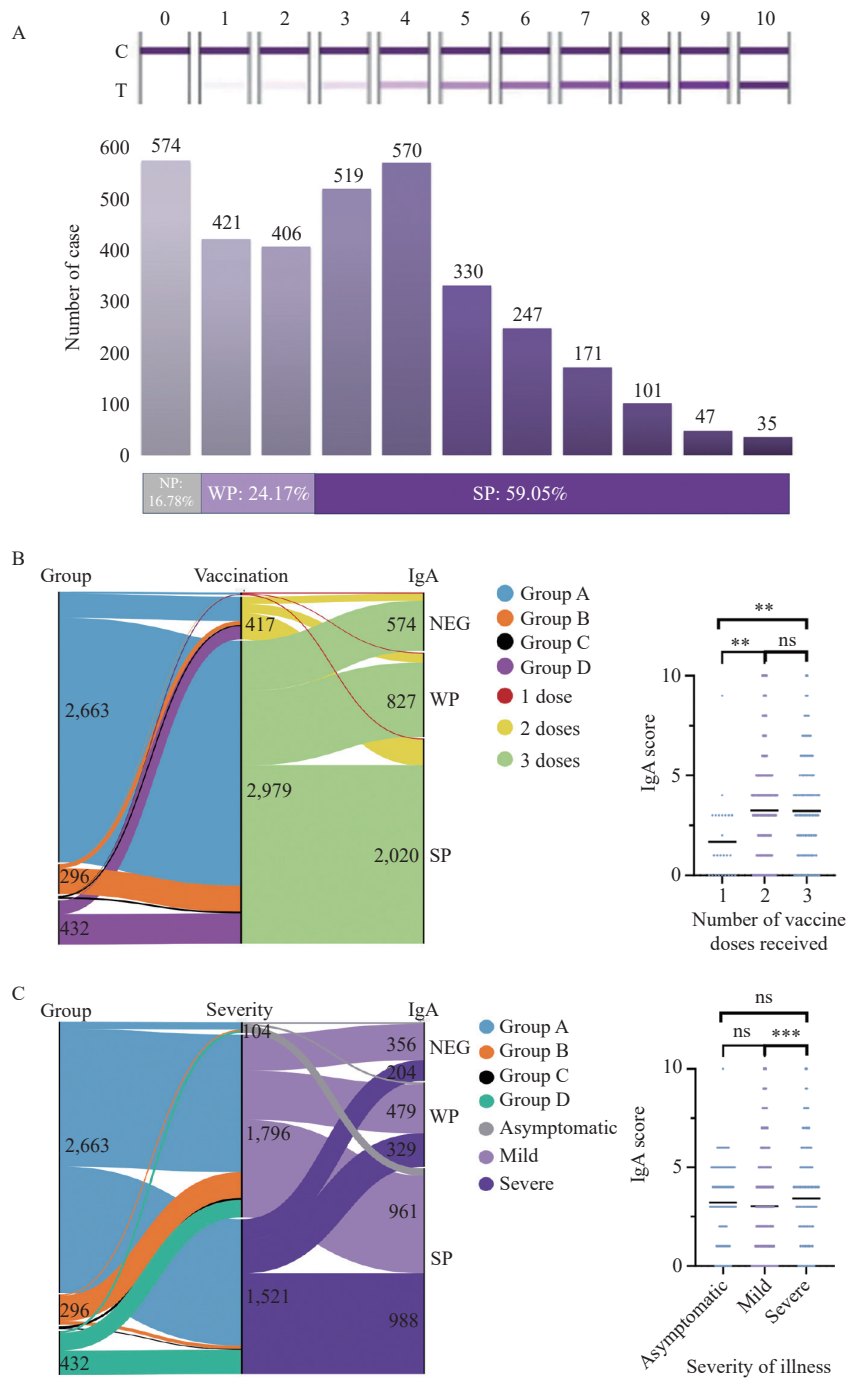 A
0 1 2 3 4 5 6 7 8 9 10
C
T
Number of case
600
500
400
300
200
100
0
574
421
406
519
570
330
247
171
101
47
35
NP:
16.78%
WP: 24.17%
SP: 59.05%
B
Group
Vaccination
IgA
2,663
296
432
417
2,979
574
827
2,020
NEG
WP
SP
Group A
Group B
Group C
Group D
1 dose
2 doses
3 doses
**
**
ns
IgA score
10
5
0
1 2 3
Number of vaccine
doses received
C
Group
Severity
IgA
2,663
296
432
104
1,796
1,521
356
204
479
329
961
988
NEG
WP
SP
Group A
Group B
Group C
Group D
Asymptomatic
Mild
Severe
ns
ns
***
IgA score
10
5
0
Asymptomatic
Mild
Severe
Severity of illness